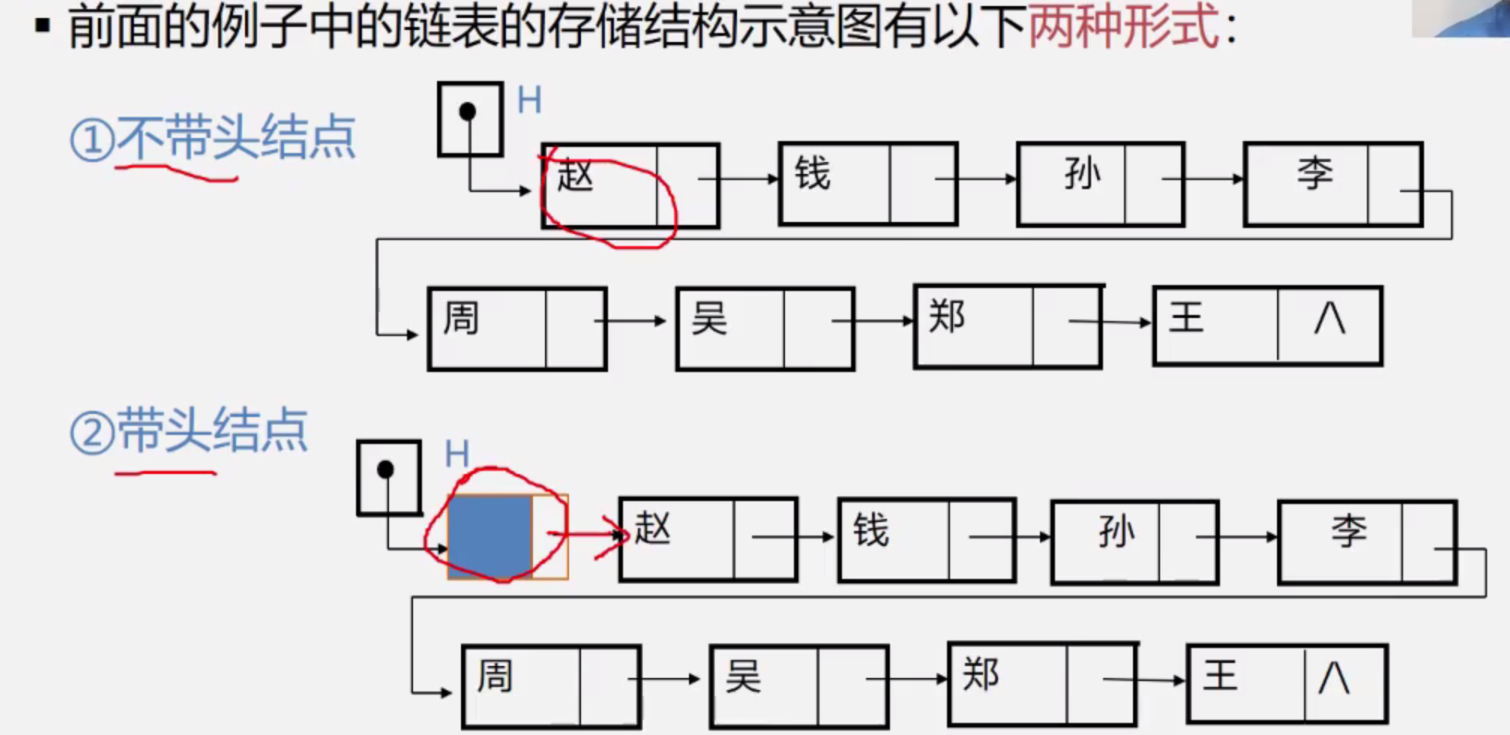 ▪ 前面的例子中的链表的存储结构示意图有以下两种形式：
H
①不带头结点
赵 钱 孙 李
周 吴 郑 王 ∧
②带头结点
H
赵 钱 孙 李
周 吴 郑 王 ∧